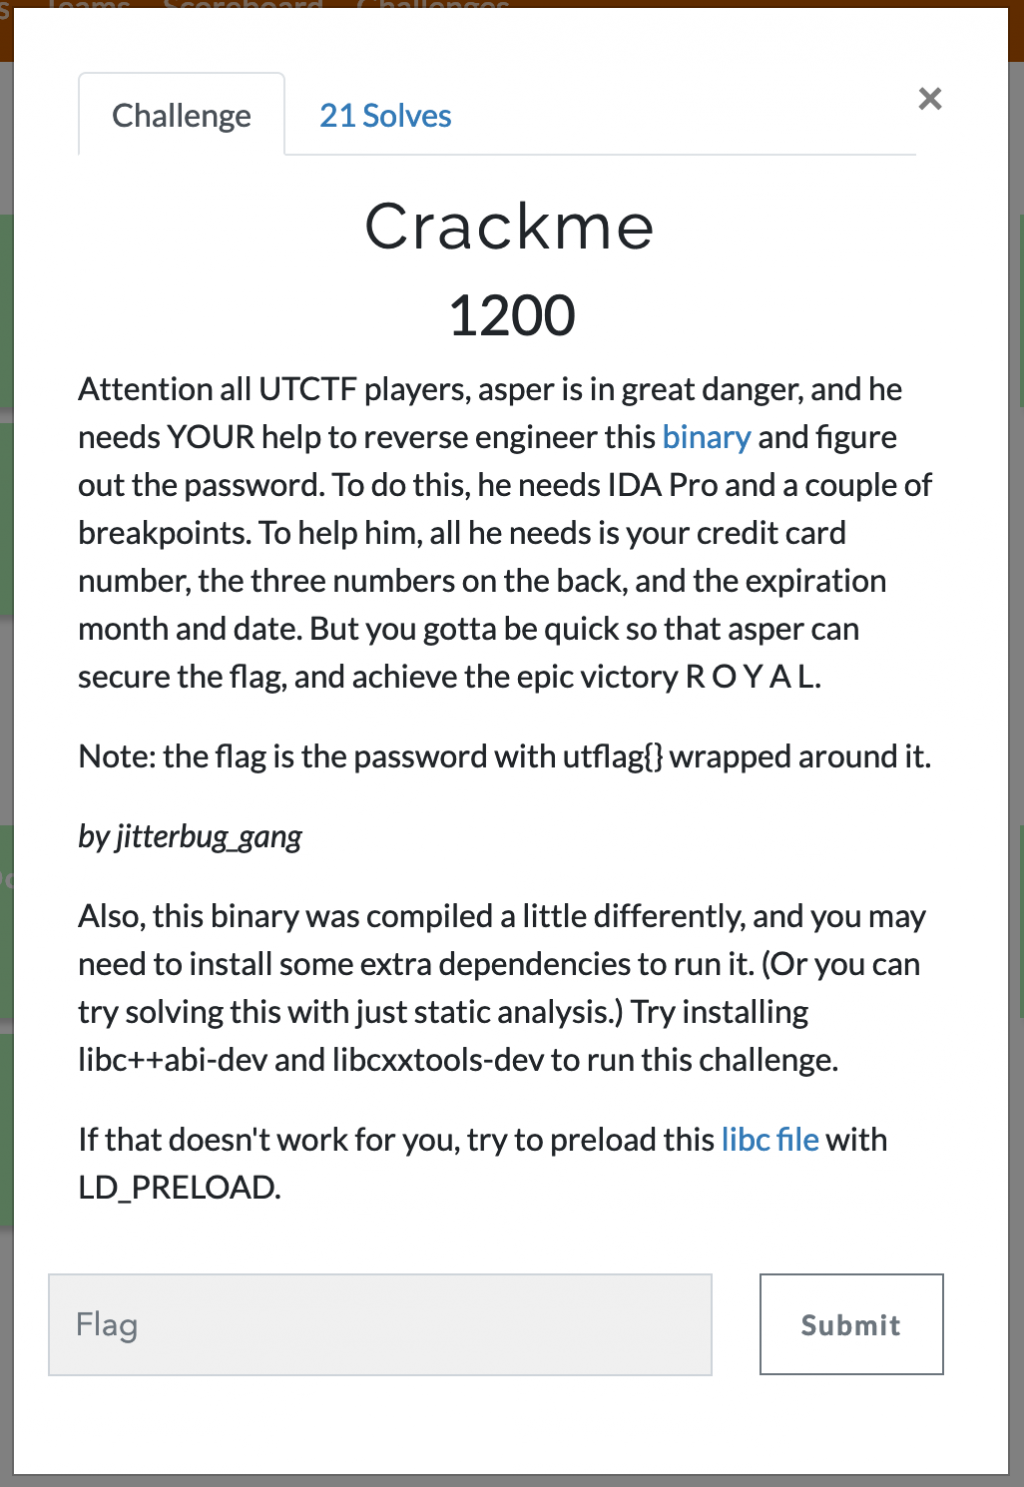 Teams Scoreboard Challenges
Challenge
21 Solves
×
Crackme
1200
Attention all UTCTF players, asper is in great danger, and he
needs YOUR help to reverse engineer this binary and figure
out the password. To do this, he needs IDA Pro and a couple of
breakpoints. To help him, all he needs is your credit card
number, the three numbers on the back, and the expiration
month and date. But you gotta be quick so that asper can
secure the flag, and achieve the epic victory R O Y A L.
Note: the flag is the password with utflag{} wrapped around it.
by jitterbug_gang
Also, this binary was compiled a little differently, and you may
need to install some extra dependencies to run it. (Or you can
try solving this with just static analysis.) Try installing
libc++abi-dev and libcxxtools-dev to run this challenge.
If that doesn't work for you, try to preload this libc file with
LD_PRELOAD.
Flag
Submit